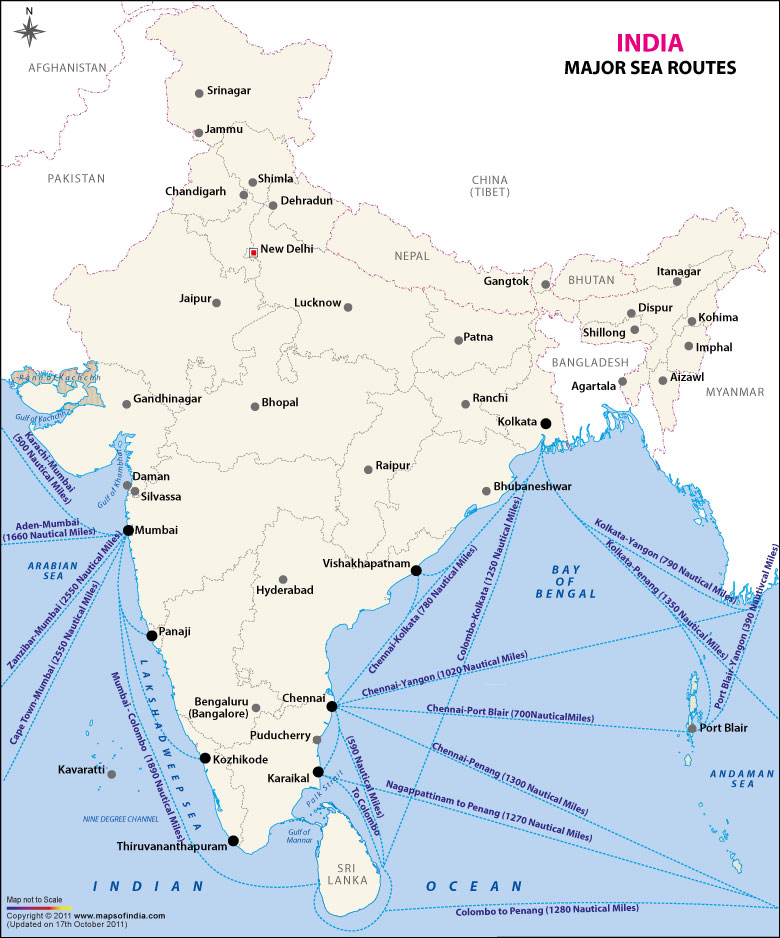 N
INDIA
MAJOR SEA ROUTES
AFGHANISTAN
Srinagar
Jammu
PAKISTAN
CHINA
(TIBET)
Shimla
Chandigarh
Dehradun
New Delhi
NEPAL
Gangtok
BHUTAN
Itanagar
Jaipur
Lucknow
Dispur
Kohima
Patna
Shillong
Imphal
BANGLADESH
Rann of Kachchh
Agartala
Aizawl
MYANMAR
Gandhinagar
Bhopal
Ranchi
Gulf of Kachchh
Kolkata
Karachi-Mumbai
(500 Nautical Miles)
Gulf of Khambhat
Raipur
Daman
Silvassa
Bhubaneshwar
Aden-Mumbai
(1660 Nautical Miles)
Mumbai
Kolkata-Yangon (790 Nautical Miles)
Kolkata-Penang (1350 Nautical Miles)
Port Blair-Yangon (390 Nautivcal Miles)
ARABIAN
SEA
Vishakhapatnam
BAY
OF
BENGAL
Hyderabad
Zanzibar-Mumbai (2550 Nautical Miles)
Cape Town-Mumbai (2550 Nautical Miles)
Chennai-Kolkata (780 Nautical Miles)
Colombo-Kolkata (1250 Nautical Miles)
Panaji
Chennai-Yangon (1020 Nautical Miles)
LAKSHADWEEP SEA
Mumbai - Colombo (1890 Nautical Miles)
Bengaluru
(Bangalore)
Chennai
Chennai-Port Blair (700NauticalMiles)
Port Blair
Puducherry
Kozhikode
(590 Nautical Miles)
To Colombo
Chennai-Penang (1300 Nautical Miles)
Kavaratti
Karaikal
Nagappattinam to Penang (1270 Nautical Miles)
ANDAMAN
SEA
Palk Strait
NINE DEGREE CHANNEL
Gulf of
Mannar
Thiruvananthapuram
SRI
LANKA
INDIAN OCEAN
Map not to Scale
Copyright © 2011 www.mapsofindia.com
(Updated on 17th October 2011)
Colombo to Penang (1280 Nautical Miles)